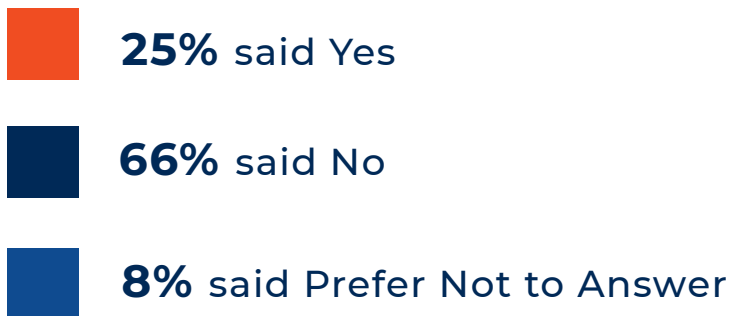 25% said Yes
66% said No
8% said Prefer Not to Answer